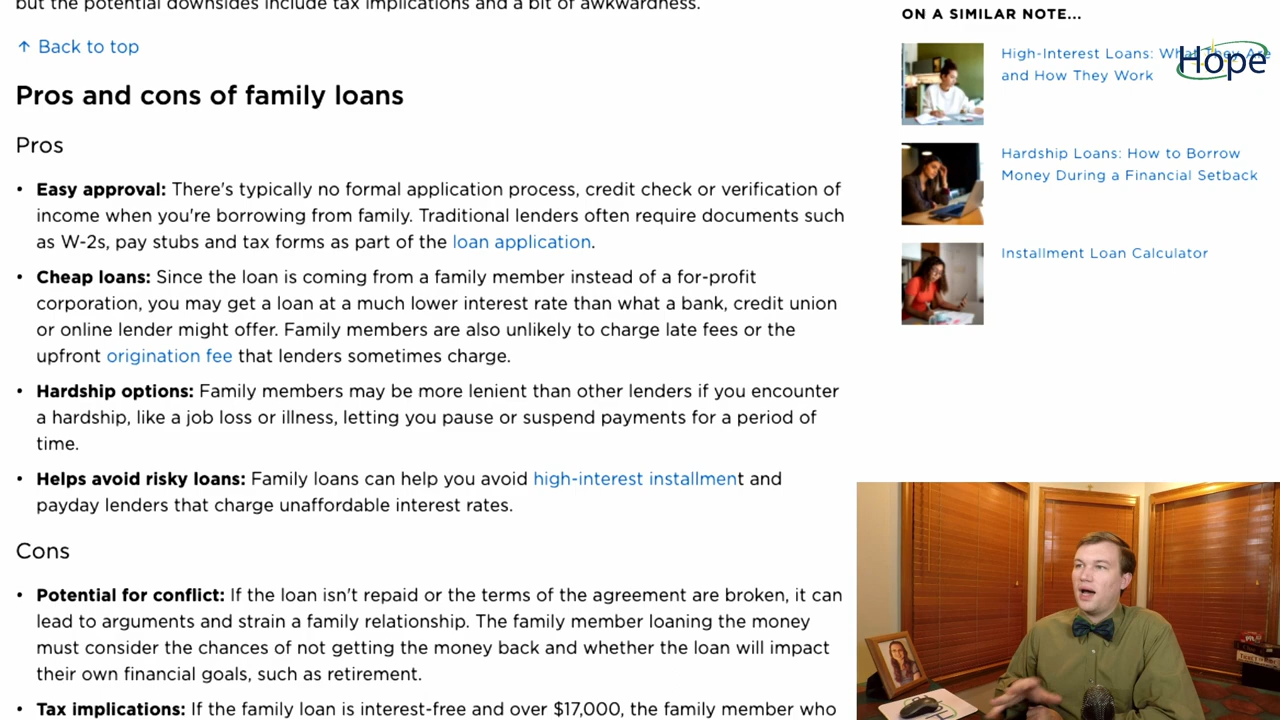 but the potential downsides include tax implications and a bit of awkwardness.
↑ Back to top
Pros and cons of family loans
Pros
• Easy approval: There's typically no formal application process, credit check or verification of
income when you're borrowing from family. Traditional lenders often require documents such
as W-2s, pay stubs and tax forms as part of the loan application.
• Cheap loans: Since the loan is coming from a family member instead of a for-profit
corporation, you may get a loan at a much lower interest rate than what a bank, credit union
or online lender might offer. Family members are also unlikely to charge late fees or the
upfront origination fee that lenders sometimes charge.
• Hardship options: Family members may be more lenient than other lenders if you encounter
a hardship, like a job loss or illness, letting you pause or suspend payments for a period of
time.
• Helps avoid risky loans: Family loans can help you avoid high-interest installment and
payday lenders that charge unaffordable interest rates.
Cons
• Potential for conflict: If the loan isn't repaid or the terms of the agreement are broken, it can
lead to arguments and strain a family relationship. The family member loaning the money
must consider the chances of not getting the money back and whether the loan will impact
their own financial goals, such as retirement.
• Tax implications: If the family loan is interest-free and over $17,000, the family member who
ON A SIMILAR NOTE...
High-Interest Loans: What They Are
and How They Work
Hope
Hardship Loans: How to Borrow
Money During a Financial Setback
Installment Loan Calculator